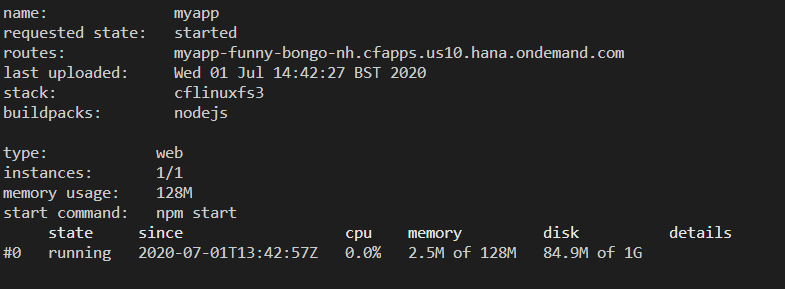 name: myapp
requested state: started
routes: myapp-funny-bongo-nh.cfapps.us10.hana.ondemand.com
last uploaded: Wed 01 Jul 14:42:27 BST 2020
stack: cflinuxfs3
buildpacks: nodejs
type: web
instances: 1/1
memory usage: 128M
start command: npm start
state since cpu memory disk details
#0 running 2020-07-01T13:42:57Z 0.0% 2.5M of 128M 84.9M of 1G